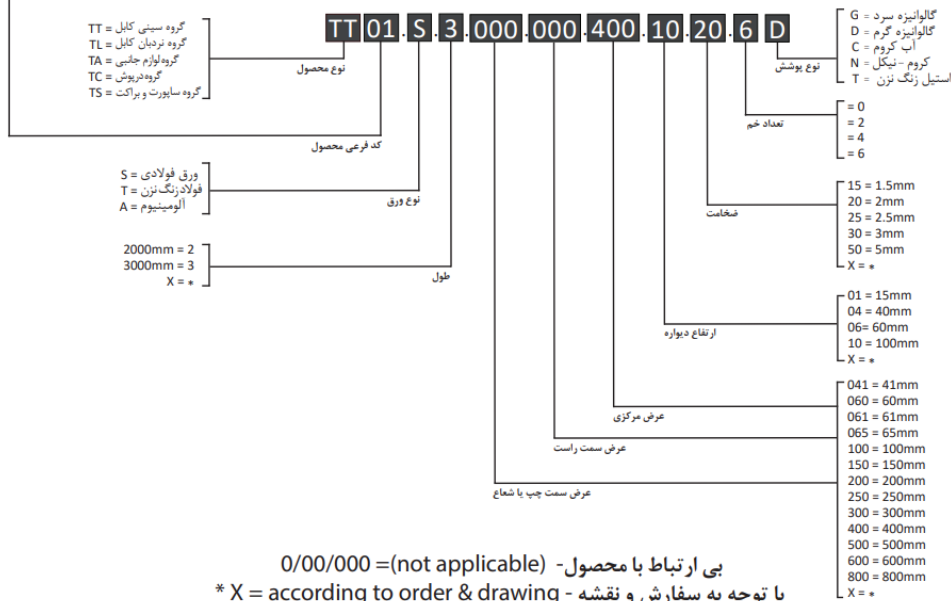 TT01.S.3.000.000.400.10.20.6 D
گروه سینی کابل = TT
گروه نردبان کابل = TL
گروه لوازم جانبی = TA
گروه درپوش = TC
گروه ساپورت و براکت = TS
نوع محصول
کد فرعی محصول
ورق فولادی = S
فولاد زنگ نزن = T
آلومینیوم = A
نوع ورق
2000mm = 2
3000mm = 3
X = *
طول
گالوانیزه سرد = G
گالوانیزه گرم = D
آب کروم = C
کروم - نیکل = N
استیل زنگ نزن = T
نوع پوشش
= 0
= 2
= 4
= 6
تعداد خم
15 = 1.5mm
20 = 2mm
25 = 2.5mm
30 = 3mm
50 = 5mm
X = *
ضخامت
01 = 15mm
04 = 40mm
06= 60mm
10 = 100mm
X = *
ارتفاع دیواره
041 = 41mm
060 = 60mm
061 = 61mm
065 = 65mm
100 = 100mm
150 = 150mm
200 = 200mm
250 = 250mm
300 = 300mm
400 = 400mm
500 = 500mm
600 = 600mm
800 = 800mm
X = *
عرض مرکزی
عرض سمت راست
عرض سمت چپ یا شعاع
بی ارتباط با محصول- (not applicable)= 0/00/000
با توجه به سفارش و نقشه - X = according to order & drawing *